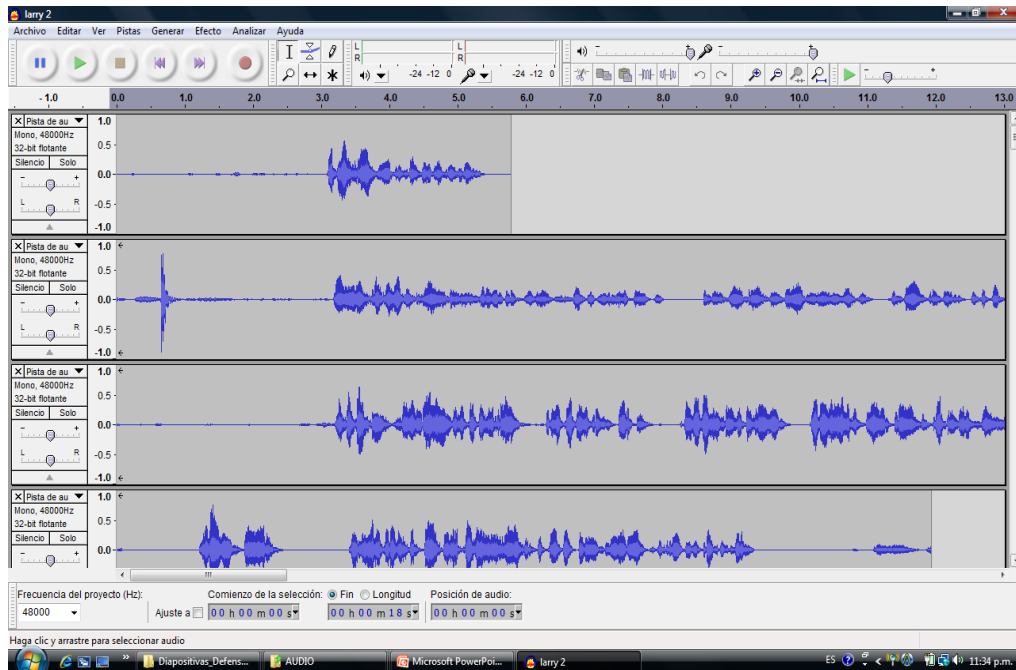 larry 2
Archivo Editar Ver Pistas Generar Efecto Analizar Ayuda
L R L R
-24 -12 0 -24 -12 0
- 1.0 0.0 1.0 2.0 3.0 4.0 5.0 6.0 7.0 8.0 9.0 10.0 11.0 12.0 13.0
X Pista de au 1.0
Mono, 48000Hz
32-bit flotante 0.5
Silencio Solo
- + 0.0
L R -0.5
-1.0
X Pista de au 1.0
Mono, 48000Hz
32-bit flotante 0.5
Silencio Solo
- + 0.0
L R -0.5
-1.0
X Pista de au 1.0
Mono, 48000Hz
32-bit flotante 0.5
Silencio Solo
- + 0.0
L R -0.5
-1.0
X Pista de au 1.0
Mono, 48000Hz
32-bit flotante 0.5
Silencio Solo
- + 0.0
Frecuencia del proyecto (Hz): Comienzo de la selección: Fin Longitud Posición de audio:
48000 Ajuste a 00 h 00 m 00 s 00 h 00 m 18 s 00 h 00 m 00 s
Haga clic y arrastre para seleccionar audio
Diapositivas_Defens... AUDIO Microsoft PowerPoi... larry 2 ES 11:34 p.m.